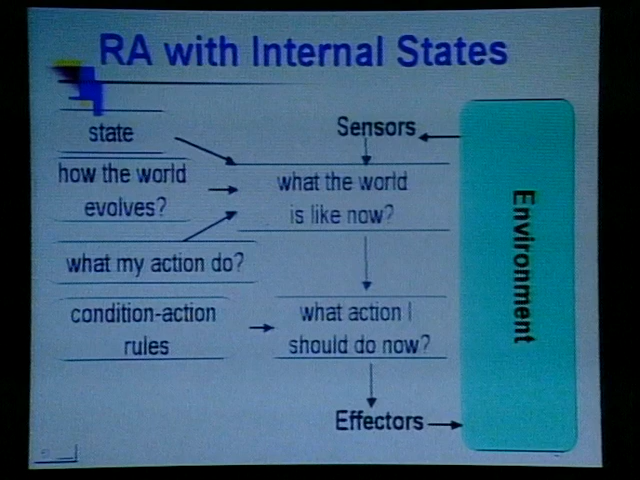 RA with Internal States
state
Sensors
how the world
evolves?
what the world
is like now?
what my action do?
condition-action
rules
what action I
should do now?
Effectors
Environment